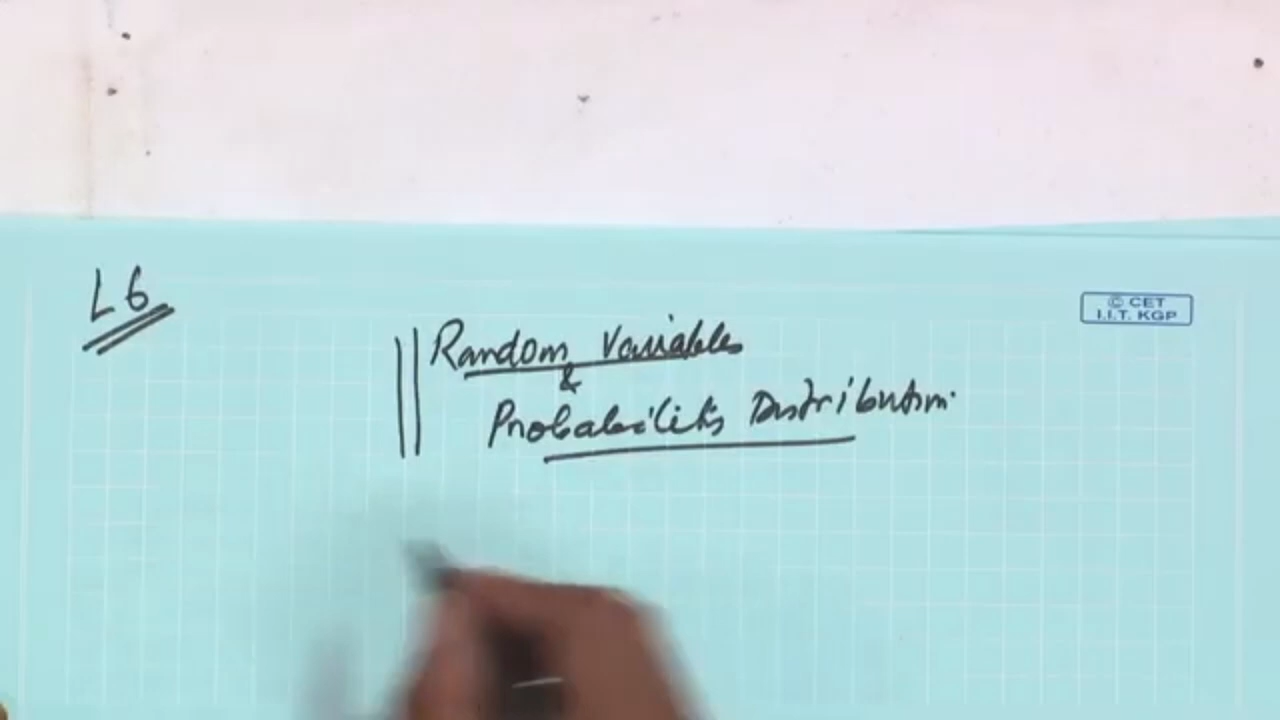 L6
© CET
I.I.T. KGP
Random Variables
&
Probability Distribution.